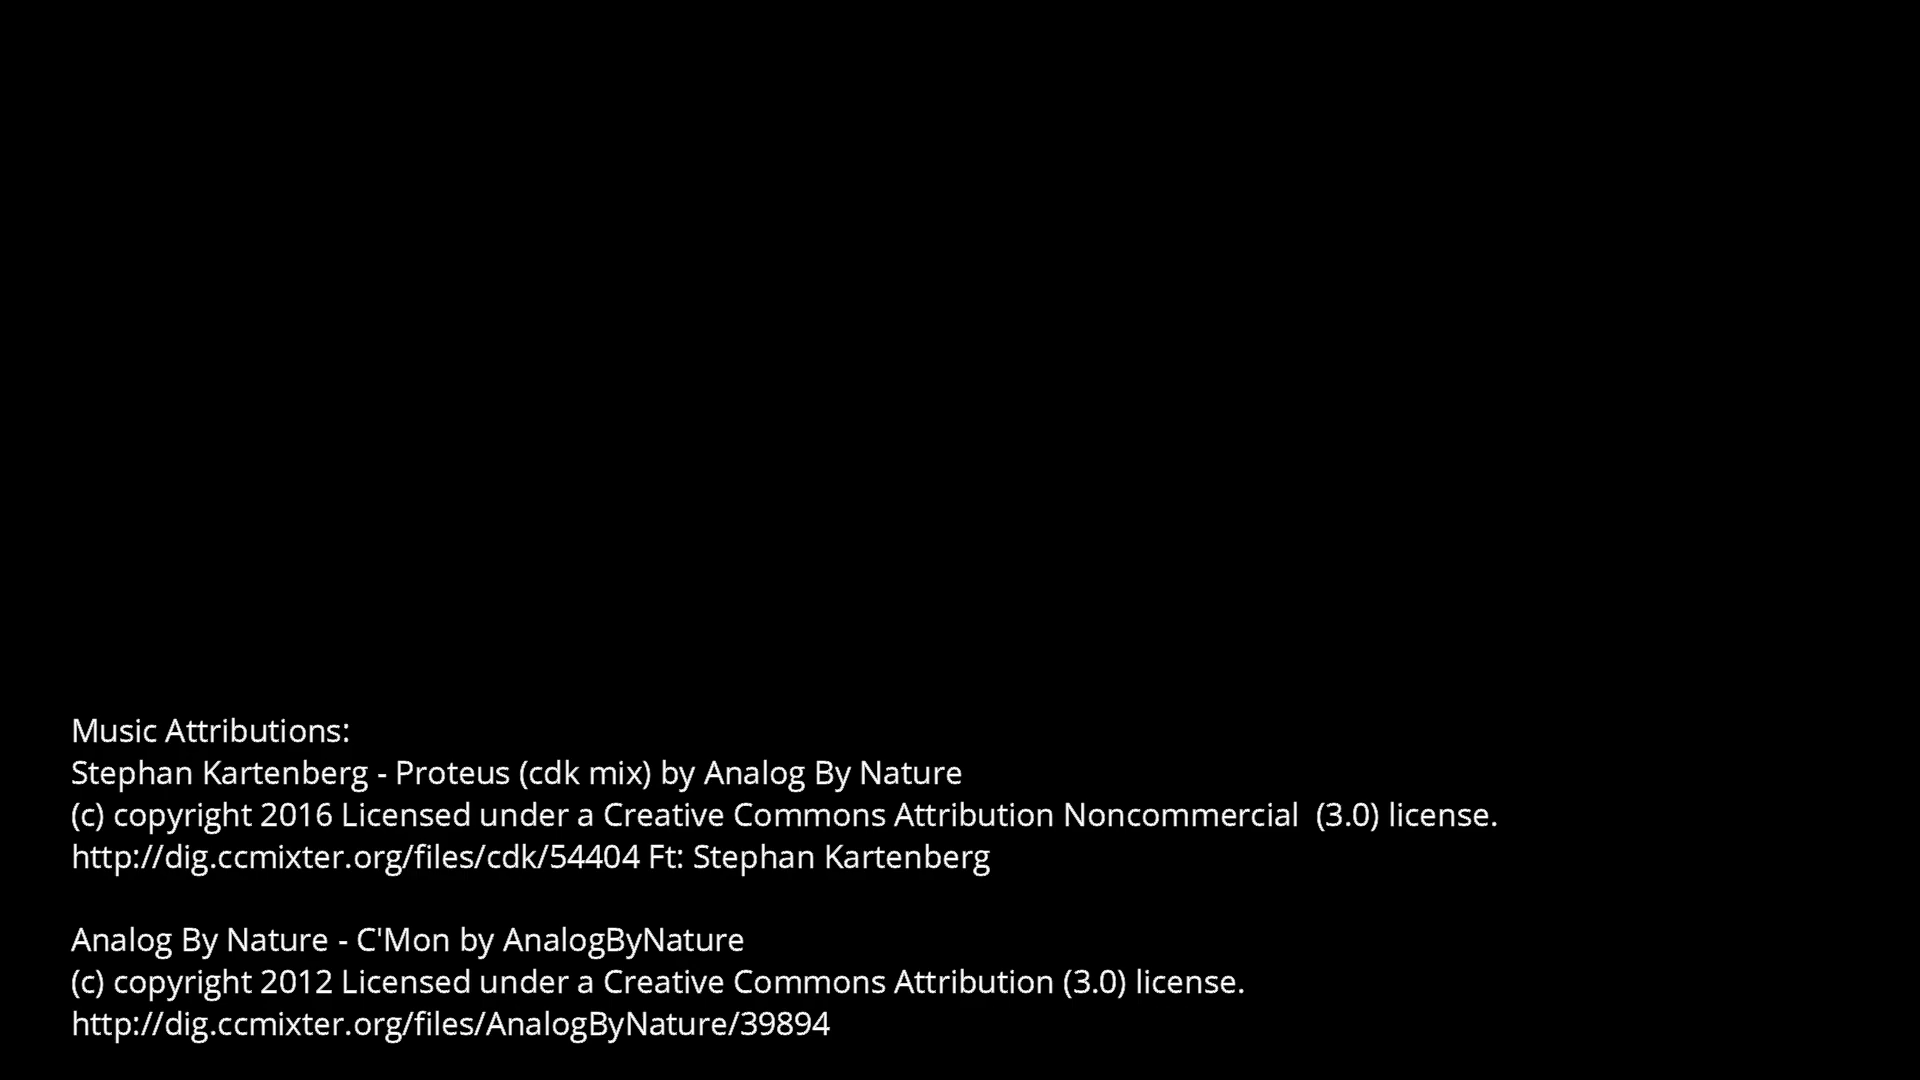 Music Attributions:
Stephan Kartenberg - Proteus (cdk mix) by Analog By Nature
(c) copyright 2016 Licensed under a Creative Commons Attribution Noncommercial  (3.0) license.
http://dig.ccmixter.org/files/cdk/54404 Ft: Stephan Kartenberg
Analog By Nature - C'Mon by AnalogByNature
(c) copyright 2012 Licensed under a Creative Commons Attribution (3.0) license.
http://dig.ccmixter.org/files/AnalogByNature/39894